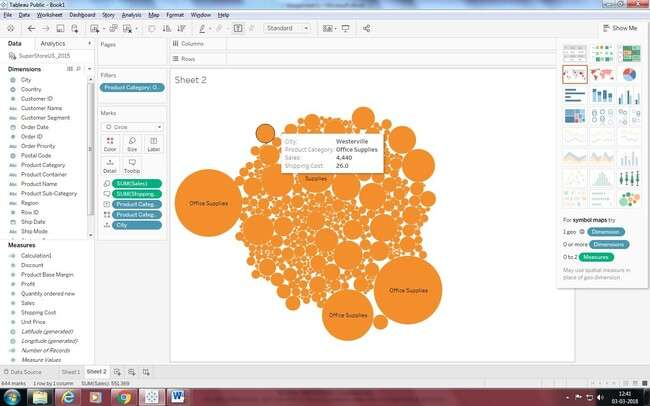 Tableau Public - Book1
File Data Worksheet Dashboard Story Analysis Map Format Window Help
Standard
Show Me
Data Analytics
SuperStoreUS_2015
Dimensions
City
Country
Customer ID
Customer Name
Customer Segment
Order Date
Order ID
Order Priority
Postal Code
Product Category
Product Container
Product Name
Product Sub-Category
Region
Row ID
Ship Date
Ship Mode
Measures
Calculation1
Discount
Product Base Margin
Profit
Quantity ordered new
Sales
Shipping Cost
Unit Price
Latitude (generated)
Longitude (generated)
Number of Records
Measure Values
Pages
Filters
Product Category: O..
Marks
Circle
Color Size Label
Detail Tooltip
SUM(Sales)
SUM(Shipping..
Product Categ..
Product Categ..
City
Columns
Rows
Sheet 2
City: Westerville
Product Category: Office Supplies
Sales: 4,440
Shipping Cost: 26.0
Supplies
Office Supplies
Office Supplies
Office Supplies
For symbol maps try
1 geo Dimension
0 or more Dimensions
0 to 2 Measures
May use spatial measure in
place of geo dimension.
Data Source Sheet 1 Sheet 2
644 marks 1 row by 1 column SUM(Sales): 551,369
12:41
03-03-2018